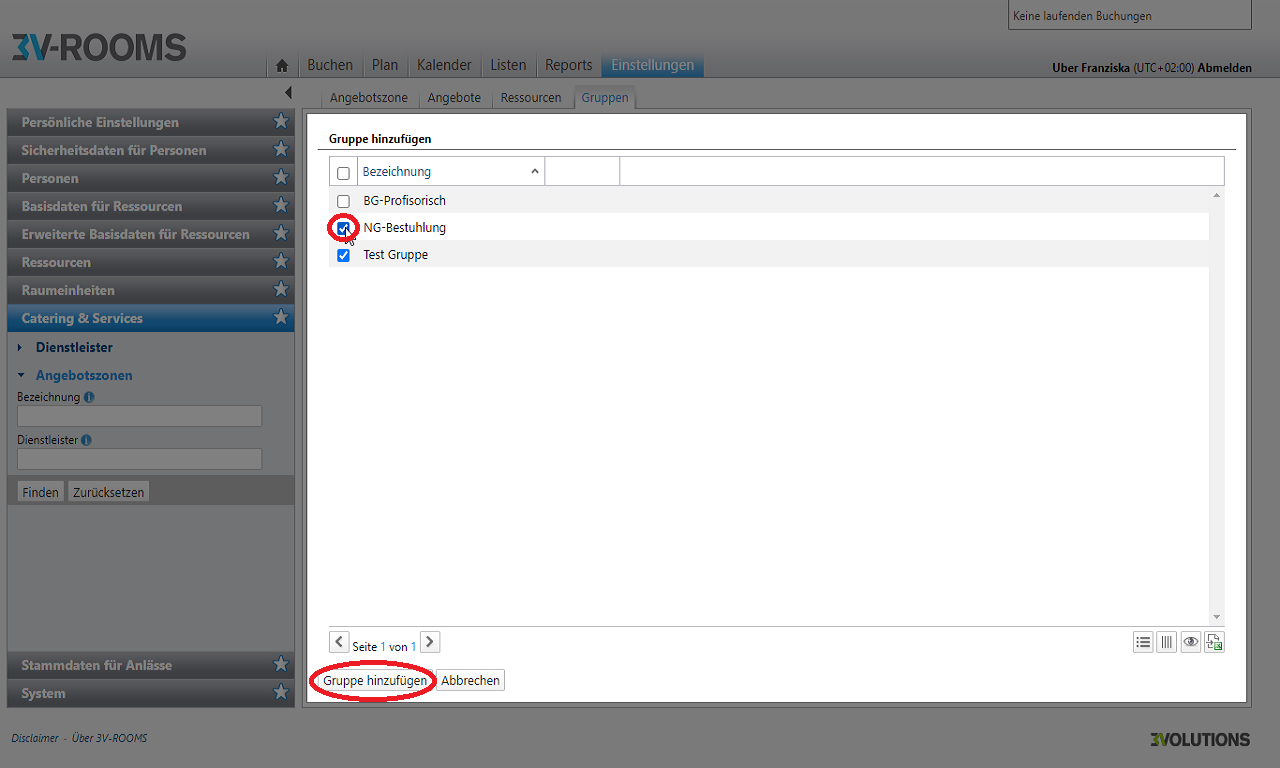 Keine laufenden Buchungen
3V-ROOMS
Buchen Plan Kalender Listen Reports Einstellungen
Uber Franziska (UTC+02:00) Abmelden
Angebotszone Angebote Ressourcen Gruppen
Persönliche Einstellungen
Sicherheitsdaten für Personen
Personen
Basisdaten für Ressourcen
Erweiterte Basisdaten für Ressourcen
Ressourcen
Raumeinheiten
Catering & Services
Dienstleister
Angebotszonen
Bezeichnung
Dienstleister
Finden Zurücksetzen
Stammdaten für Anlässe
System
Gruppe hinzufügen
Bezeichnung
BG-Profisorisch
NG-Bestuhlung
Test Gruppe
Seite 1 von 1
Gruppe hinzufügen Abbrechen
Disclaimer - Über 3V-ROOMS
3VOLUTIONS